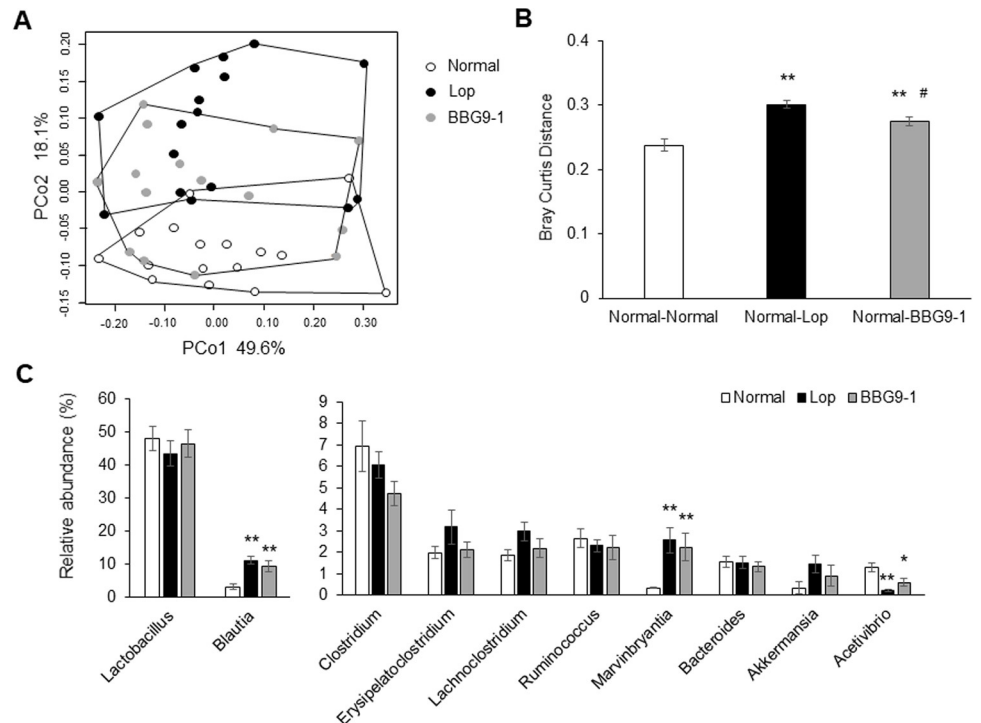 A
PCo2 18.1%
0.20
0.15
0.10
0.05
0.00
-0.05
-0.10
-0.15
-0.20
-0.10
0.00
0.10
0.20
0.30
PCo1 49.6%
Normal
Lop
BBG9-1
B
Bray Curtis Distance
0.4
0.3
0.2
0.1
0
**
** #
Normal-Normal
Normal-Lop
Normal-BBG9-1
C
Relative abundance (%)
60
50
40
30
20
10
0
**
**
Lactobacillus
Blautia
9
8
7
6
5
4
3
2
1
0
Normal
Lop
BBG9-1
**
**
**
*
Clostridium
Erysipelatoclostridium
Lachnoclostridium
Ruminococcus
Marvinbryantia
Bacteroides
Akkermansia
Acetivibrio